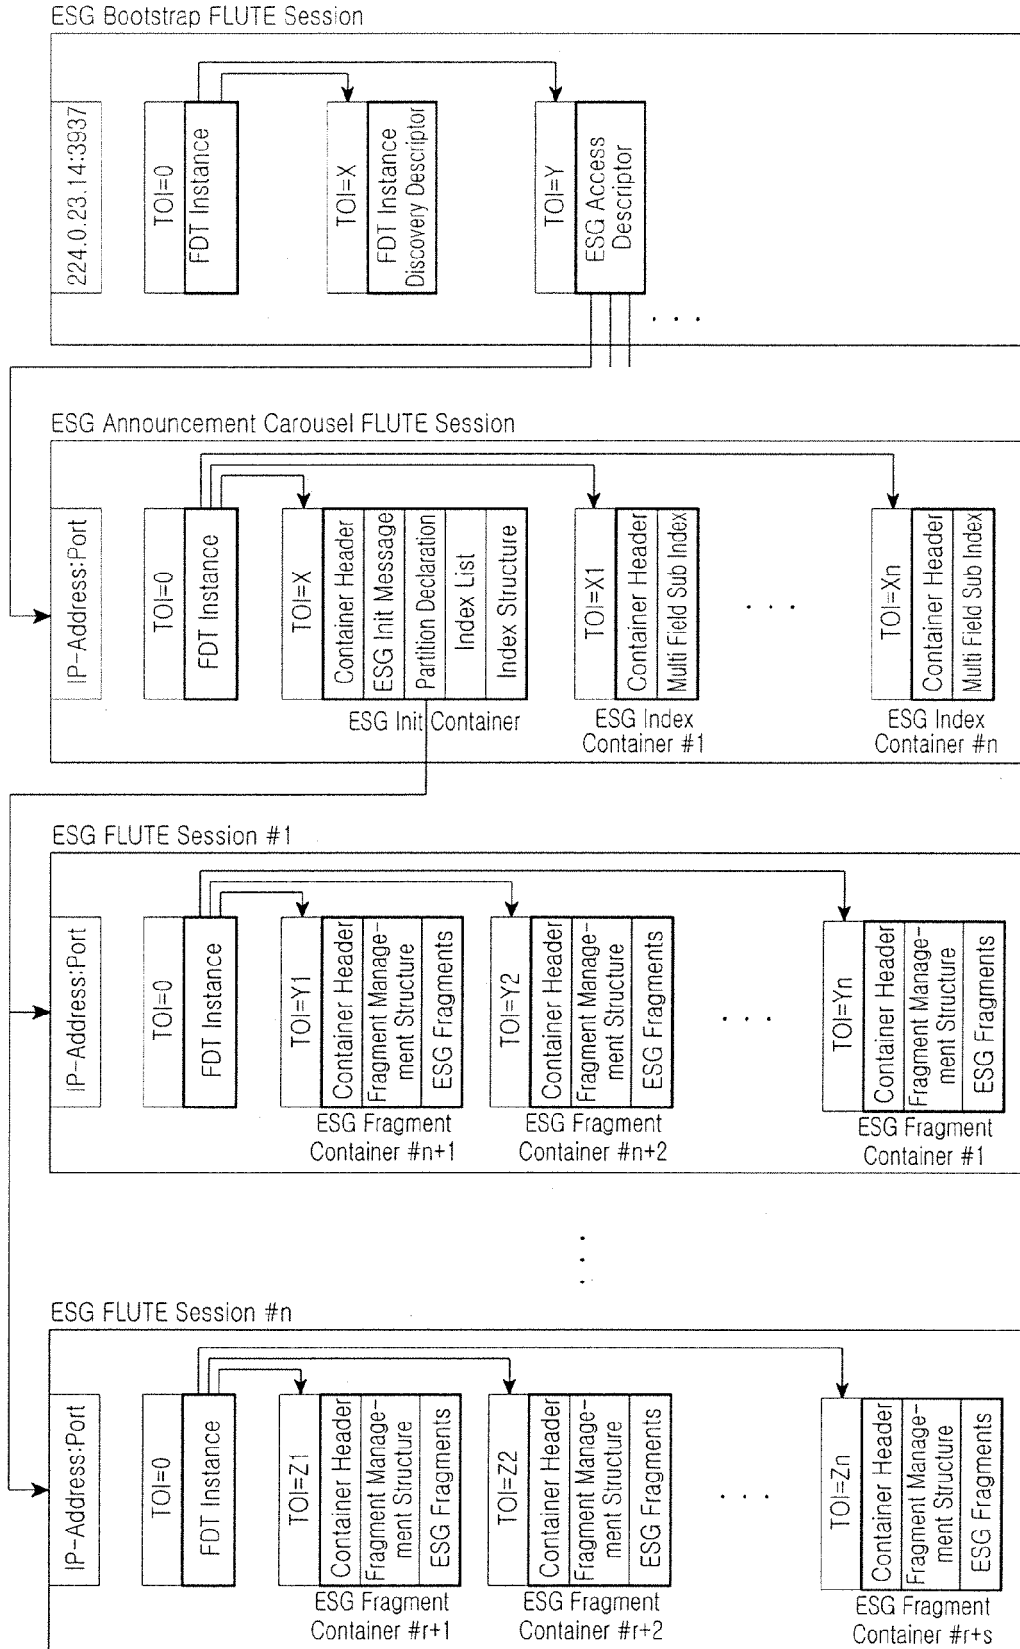 ESG Bootstrap FLUTE Session
224.0.23.14:3937
TOI=0
FDT Instance
TOI=X
FDT Instance
Discovery Descriptor
TOI=Y
ESG Access
Descriptor
. . .
ESG Announcement Carousel FLUTE Session
IP-Address:Port
TOI=0
FDT Instance
TOI=X
Container Header
ESG Init Message
Partition Declaration
Index List
Index Structure
ESG Init Container
TOI=X1
Container Header
Multi Field Sub Index
ESG Index
Container #1
. . .
TOI=Xn
Container Header
Multi Field Sub Index
ESG Index
Container #n
ESG FLUTE Session #1
IP-Address:Port
TOI=0
FDT Instance
TOI=Y1
Container Header
Fragment Manage-
ment Structure
ESG Fragments
ESG Fragment
Container #n+1
TOI=Y2
Container Header
Fragment Manage-
ment Structure
ESG Fragments
ESG Fragment
Container #n+2
. . .
TOI=Yn
Container Header
Fragment Manage-
ment Structure
ESG Fragments
ESG Fragment
Container #1
. . .
ESG FLUTE Session #n
IP-Address:Port
TOI=0
FDT Instance
TOI=Z1
Container Header
Fragment Manage-
ment Structure
ESG Fragments
ESG Fragment
Container #r+1
TOI=Z2
Container Header
Fragment Manage-
ment Structure
ESG Fragments
ESG Fragment
Container #r+2
. . .
TOI=Zn
Container Header
Fragment Manage-
ment Structure
ESG Fragments
ESG Fragment
Container #r+s